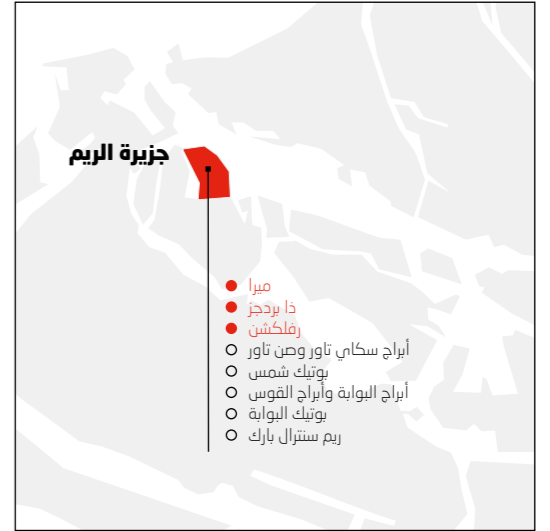 جزيرة الريم
ميرا
ذا بردجز
رفلكشن
أبراج سكاي تاور وصن تاور
بوتيك شمس
أبراج البوابة وأبراج القوس
بوتيك البوابة
ريم سنترال بارك